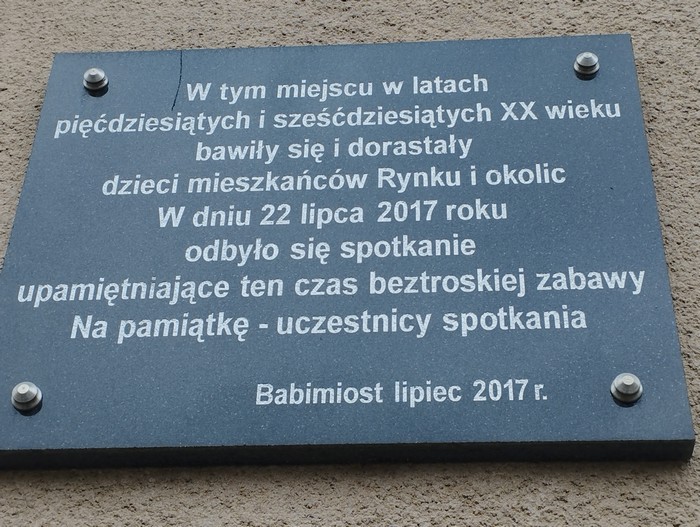 W tym miejscu w latach
pięćdziesiątych i sześćdziesiątych XX wieku
bawiły się i dorastały
dzieci mieszkańców Rynku i okolic
W dniu 22 lipca 2017 roku
odbyło się spotkanie
upamiętniające ten czas beztroskiej zabawy
Na pamiątkę - uczestnicy spotkania
Babimiost lipiec 2017 r.